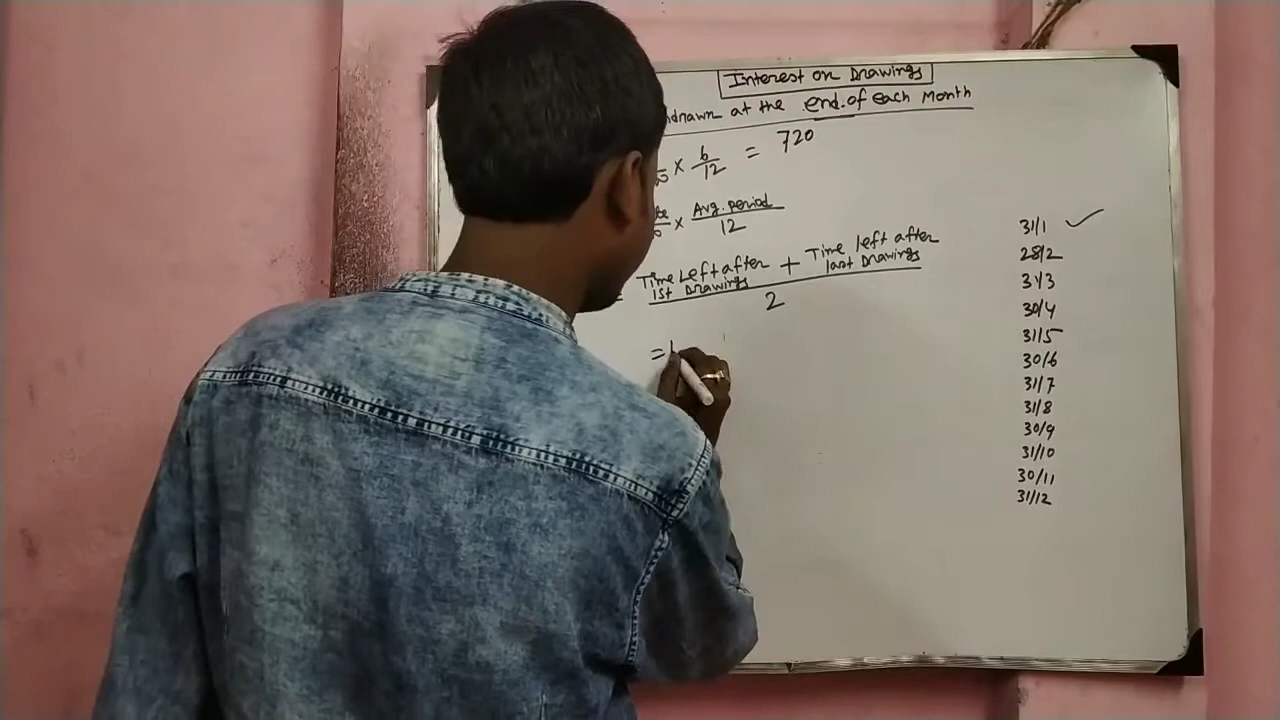 Interest on Drawings
at the end of each Month
× 6/12 = 720
× Avg. period/12
Time Left after 1st Drawings + Time left after last Drawings
2
=
31/1 ✓
28/2
31/3
30/4
31/5
30/6
31/7
31/8
30/9
31/10
30/11
31/12